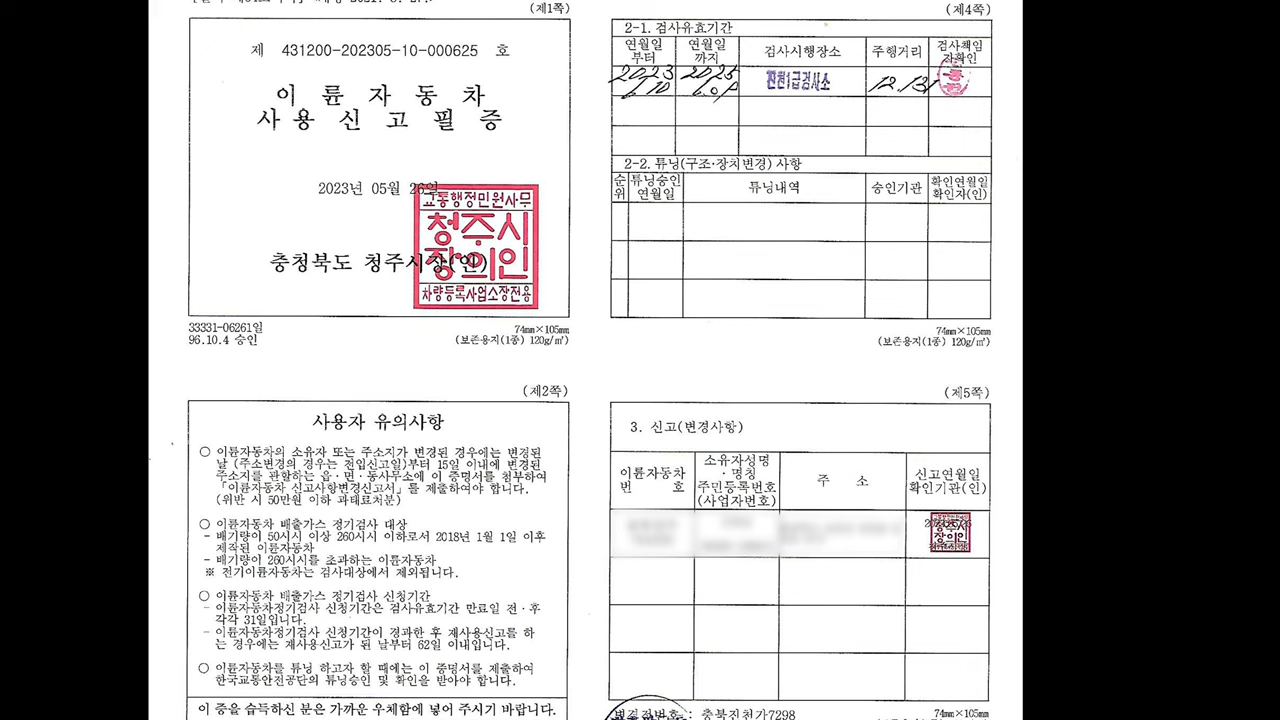 (제1쪽)
제 431200-202305-10-000625 호
이 륜 자 동 차
사 용 신 고 필 증
2023년 05월 26일
충청북도 청주시장(인)
교통행정민원사무
청주시
장의인
차량등록사업소장전용
33331-06261일
96.10.4 승인
74㎜×105㎜
(보존용지(1종) 120g/㎡)
(제4쪽)
2-1. 검사유효기간
연월일부터 연월일까지 검사시행장소 주행거리 검사책임자확인
2023 2025 진천1급검사소
2-2. 튜닝(구조·장치변경) 사항
순위 튜닝승인연월일 튜닝내역 승인기관 확인연월일확인자(인)
74㎜×105㎜
(보존용지(1종) 120g/㎡)
(제2쪽)
사용자 유의사항
○ 이륜자동차의 소유자 또는 주소지가 변경된 경우에는 변경된
날 (주소변경의 경우는 전입신고일)부터 15일 이내에 변경된
주소지를 관할하는 읍·면·동사무소에 이 증명서를 첨부하여
「이륜자동차 신고사항변경신고서」를 제출하여야 합니다.
(위반 시 50만원 이하 과태료처분)
○ 이륜자동차 배출가스 정기검사 대상
- 배기량이 50시시 이상 260시시 이하로서 2018년 1월 1일 이후
제작된 이륜자동차
- 배기량이 260시시를 초과하는 이륜자동차
※ 전기이륜자동차는 검사대상에서 제외됩니다.
○ 이륜자동차 배출가스 정기검사 신청기간
- 이륜자동차정기검사 신청기간은 검사유효기간 만료일 전·후
각각 31일입니다.
- 이륜자동차정기검사 신청기간이 경과한 후 재사용신고를 하
는 경우에는 재사용신고가 된 날부터 62일 이내입니다.
○ 이륜자동차를 튜닝 하고자 할 때에는 이 증명서를 제출하여
한국교통안전공단의 튜닝승인 및 확인을 받아야 합니다.
이 증을 습득하신 분은 가까운 우체함에 넣어 주시기 바랍니다.
(제5쪽)
3. 신고(변경사항)
이륜자동차
번 호
소유자성명
·명칭
주민등록번호
(사업자번호)
주 소
신고연월일
확인기관(인)
청주시
장의인
변경전번호 : 충북진천가7298
74㎜×105㎜